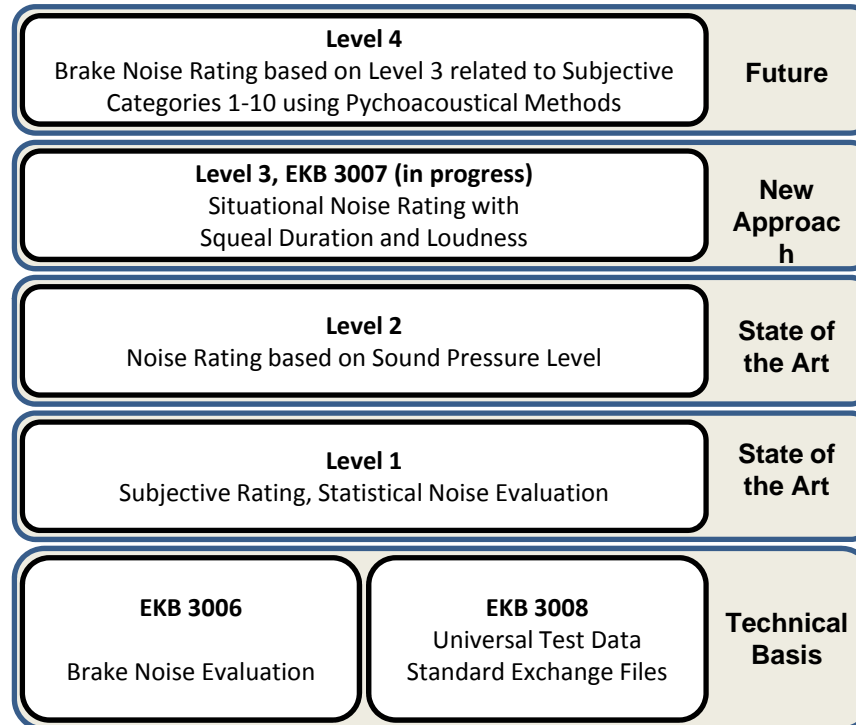 Level 4
Brake Noise Rating based on Level 3 related to Subjective
Categories 1-10 using Pychoacoustical Methods
Future
Level 3, EKB 3007 (in progress)
Situational Noise Rating with
Squeal Duration and Loudness
New
Approac
h
Level 2
Noise Rating based on Sound Pressure Level
State of
the Art
Level 1
Subjective Rating, Statistical Noise Evaluation
State of
the Art
EKB 3006
Brake Noise Evaluation
EKB 3008
Universal Test Data
Standard Exchange Files
Technical
Basis